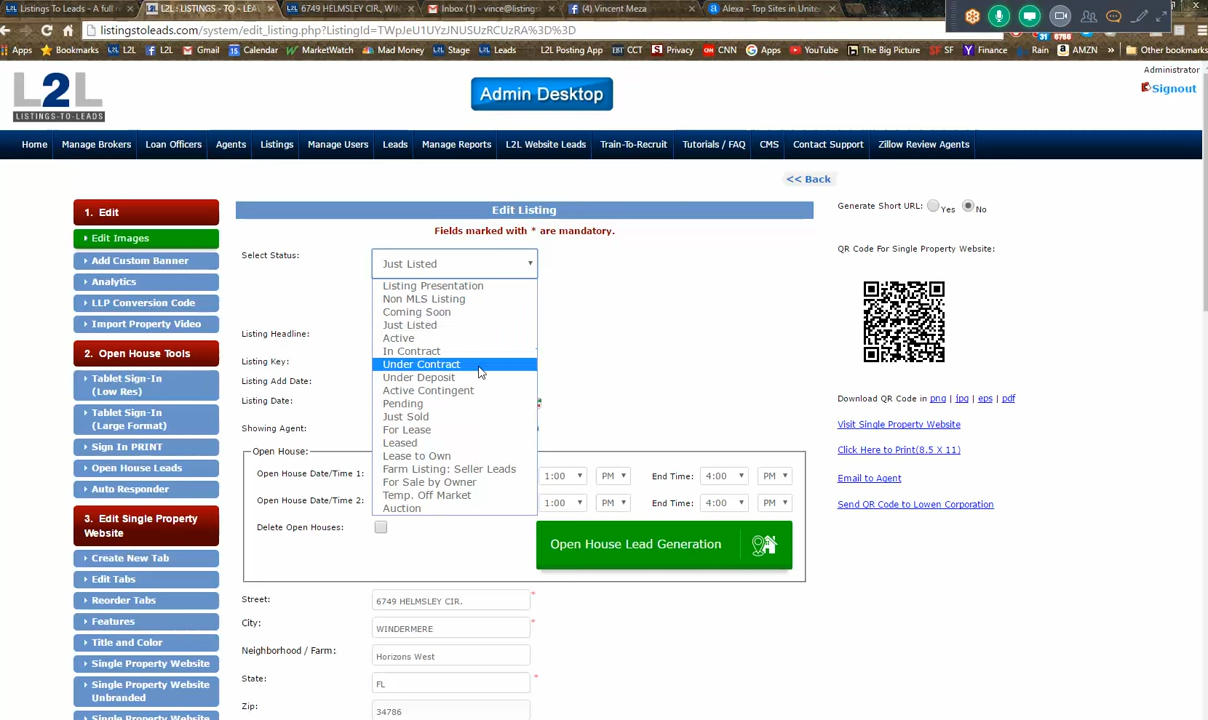 Listings To Leads - A full r
L2L : LISTINGS - TO - LEA
6749 HELMSLEY CIR, WIN
Inbox (1) - vince@listing
(4) Vincent Meza
Alexa - Top Sites in Unite
listingstoleads.com/system/edit_listing.php?ListingId=TWpJeU1UYzJNUSUzRCUzRA%3D%3D
Apps
Bookmarks
L2L
L2L
Gmail
Calendar
MarketWatch
Mad Money
Stage
Leads
L2L Posting App
CCT
Privacy
CNN
Apps
YouTube
The Big Picture
SF
Yahoo Finance
Rain
AMZN
»
Other bookmarks
L2L
LISTINGS-TO-LEADS
Admin Desktop
Administrator
Signout
Home
Manage Brokers
Loan Officers
Agents
Listings
Manage Users
Leads
Manage Reports
L2L Website Leads
Train-To-Recruit
Tutorials / FAQ
CMS
Contact Support
Zillow Review Agents
<< Back
1. Edit
Edit Images
Add Custom Banner
Analytics
LLP Conversion Code
Import Property Video
2. Open House Tools
Tablet Sign-In
(Low Res)
Tablet Sign-In
(Large Format)
Sign In PRINT
Open House Leads
Auto Responder
3. Edit Single Property
Website
Create New Tab
Edit Tabs
Reorder Tabs
Features
Title and Color
Single Property Website
Single Property Website
Unbranded
Single Property Website
Edit Listing
Fields marked with * are mandatory.
Select Status:
Just Listed
Listing Presentation
Non MLS Listing
Coming Soon
Just Listed
Active
In Contract
Under Contract
Under Deposit
Active Contingent
Pending
Just Sold
For Lease
Leased
Lease to Own
Farm Listing: Seller Leads
For Sale by Owner
Temp. Off Market
Auction
Listing Headline:
Listing Key:
Listing Add Date:
Listing Date:
Showing Agent:
Open House:
Open House Date/Time 1:
1:00
PM
End Time:
4:00
PM
Open House Date/Time 2:
1:00
PM
End Time:
4:00
PM
Delete Open Houses:
Open House Lead Generation
Street:
6749 HELMSLEY CIR.
*
City:
WINDERMERE
*
Neighborhood / Farm:
Horizons West
State:
FL
*
Zip:
34786
Generate Short URL:
Yes
No
QR Code For Single Property Website:
Download QR Code in png | jpg | eps | pdf
Visit Single Property Website
Click Here to Print(8.5 X 11)
Email to Agent
Send QR Code to Lowen Corporation